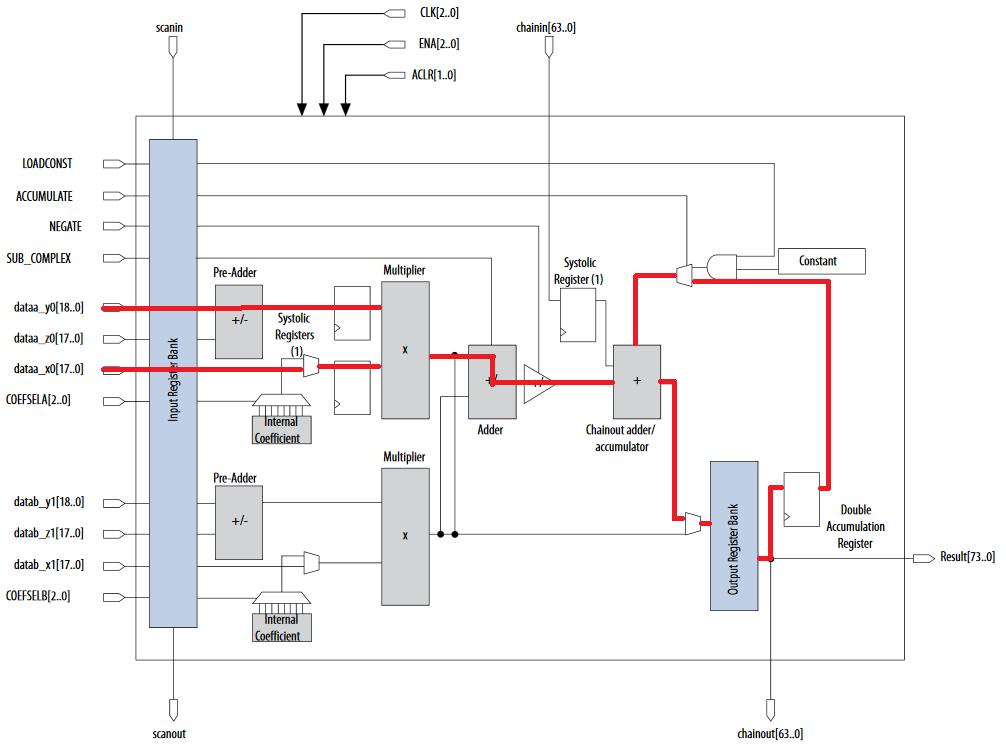 CLK[2..0]
scanin
chainin[63..0]
ENA[2..0]
ACLR[1..0]
LOADCONST
ACCUMULATE
NEGATE
SUB_COMPLEX
dataa_y0[18..0]
dataa_z0[17..0]
dataa_x0[17..0]
COEFSELA[2..0]
datab_y1[18..0]
datab_z1[17..0]
datab_x1[17..0]
COEFSELB[2..0]
Input Register Bank
Pre-Adder
+/-
Systolic
Registers
(1)
Internal
Coefficient
Multiplier
x
Pre-Adder
+/-
Internal
Coefficient
Multiplier
x
+/-
Adder
+/-
Systolic
Register (1)
+
Chainout adder/
accumulator
Constant
Output Register Bank
Double
Accumulation
Register
Result[73..0]
scanout
chainout[63..0]